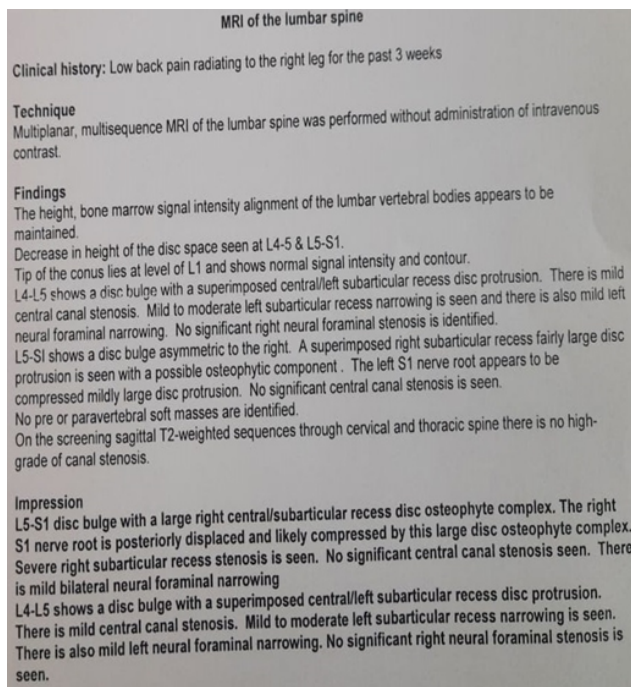 MRI of the lumbar spine
Clinical history: Low back pain radiating to the right leg for the past 3 weeks
Technique
Multiplanar, multisequence MRI of the lumbar spine was performed without administration of intravenous
contrast.
Findings
The height, bone marrow signal intensity alignment of the lumbar vertebral bodies appears to be
maintained.
Decrease in height of the disc space seen at L4-5 & L5-S1.
Tip of the conus lies at level of L1 and shows normal signal intensity and contour.
L4-L5 shows a disc bulge with a superimposed central/left subarticular recess disc protrusion. There is mild
central canal stenosis. Mild to moderate left subarticular recess narrowing is seen and there is also mild left
neural foraminal narrowing. No significant right neural foraminal stenosis is identified.
L5-SI shows a disc bulge asymmetric to the right. A superimposed right subarticular recess fairly large disc
protrusion is seen with a possible osteophytic component . The left S1 nerve root appears to be
compressed mildly large disc protrusion. No significant central canal stenosis is seen.
No pre or paravertebral soft masses are identified.
On the screening sagittal T2-weighted sequences through cervical and thoracic spine there is no high-
grade of canal stenosis.
Impression
L5-S1 disc bulge with a large right central/subarticular recess disc osteophyte complex. The right
S1 nerve root is posteriorly displaced and likely compressed by this large disc osteophyte complex.
Severe right subarticular recess stenosis is seen. No significant central canal stenosis seen. There
is mild bilateral neural foraminal narrowing
L4-L5 shows a disc bulge with a superimposed central/left subarticular recess disc protrusion.
There is mild central canal stenosis. Mild to moderate left subarticular recess narrowing is seen.
There is also mild left neural foraminal narrowing. No significant right neural foraminal stenosis is
seen.